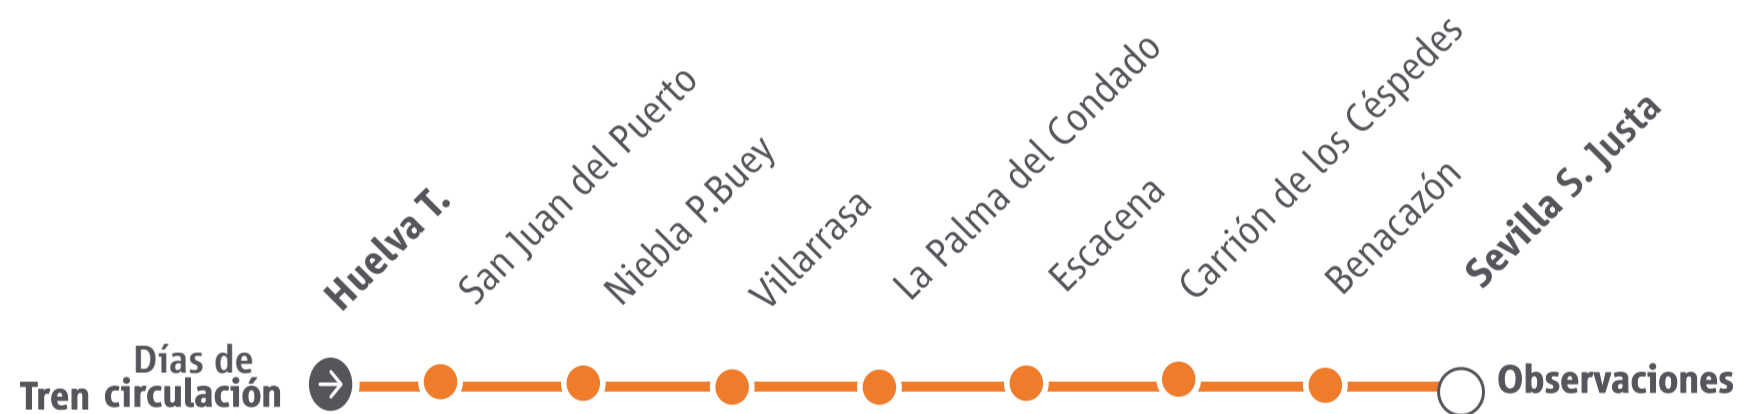 Huelva T.
San Juan del Puerto
Niebla P.Buey
Villarrasa
La Palma del Condado
Escacena
Carrión de los Céspedes
Benacazón
Sevilla S. Justa
Tren
Días de
circulación
Observaciones